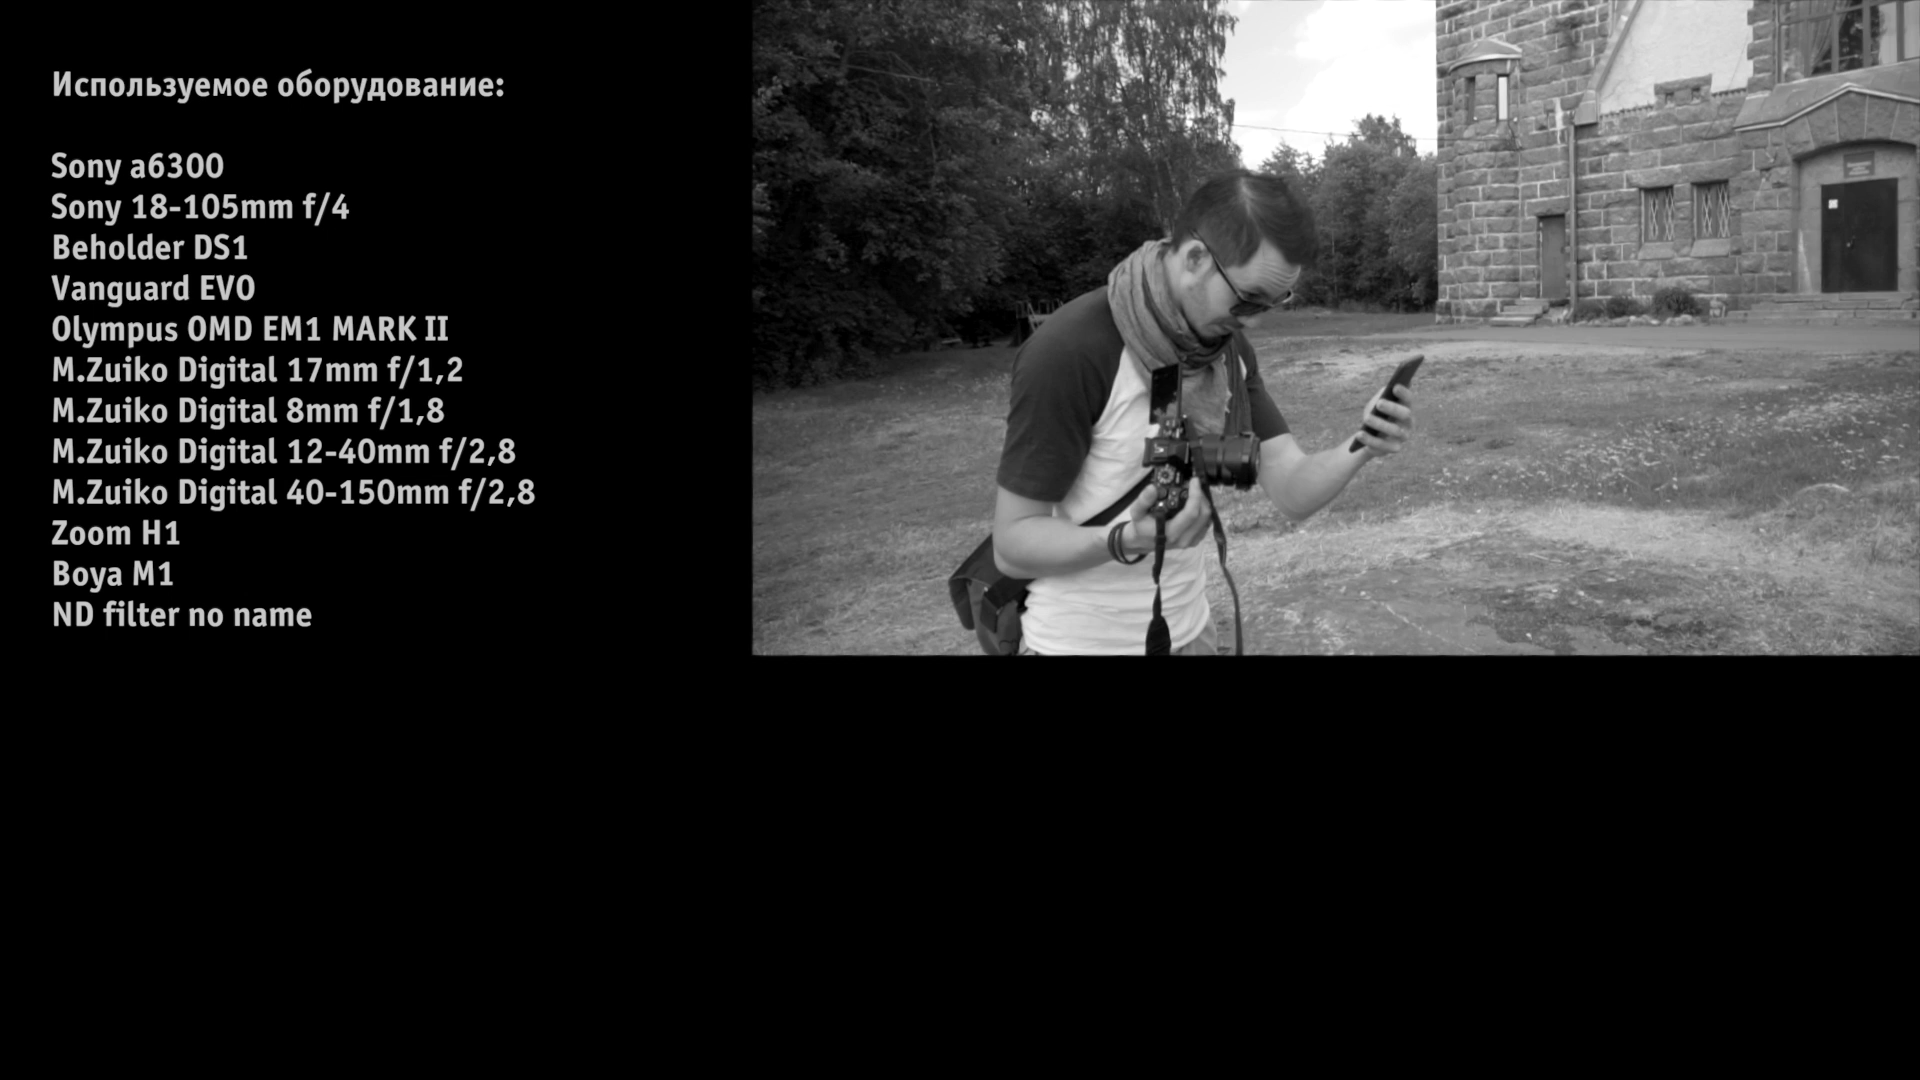 Используемое оборудование:
Sony a6300
Sony 18-105mm f/4
Beholder DS1
Vanguard EVO
Olympus OMD EM1 MARK II
M.Zuiko Digital 17mm f/1,2
M.Zuiko Digital 8mm f/1,8
M.Zuiko Digital 12-40mm f/2,8
M.Zuiko Digital 40-150mm f/2,8
Zoom H1
Boya M1
ND filter no name